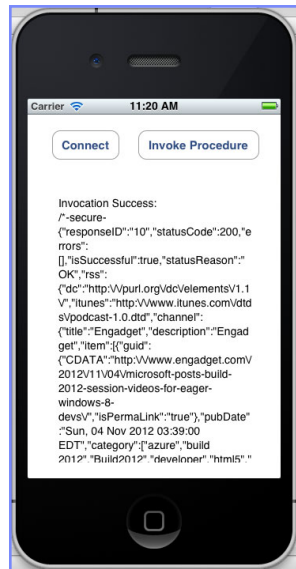 Carrier 11:20 AM
Connect Invoke Procedure
Invocation Success:
/*-secure-
{"responseID":"10","statusCode":200,"e
rrors":
[],"isSuccessful":true,"statusReason":"
OK","rss":
{"dc":"http:\/\/purl.org\/dc\/elements\/1.1
\/","itunes":"http:\/\/www.itunes.com\/dtd
s\/podcast-1.0.dtd","channel":
{"title":"Engadget","description":"Engad
get","item":[{"guid":
{"CDATA":"http:\/\/www.engadget.com\/
2012\/11\/04\/microsoft-posts-build-
2012-session-videos-for-eager-
windows-8-
devs\/","isPermaLink":"true"},"pubDate"
:"Sun, 04 Nov 2012 03:39:00
EDT","category":["azure","build
2012","Build2012","developer","html5","